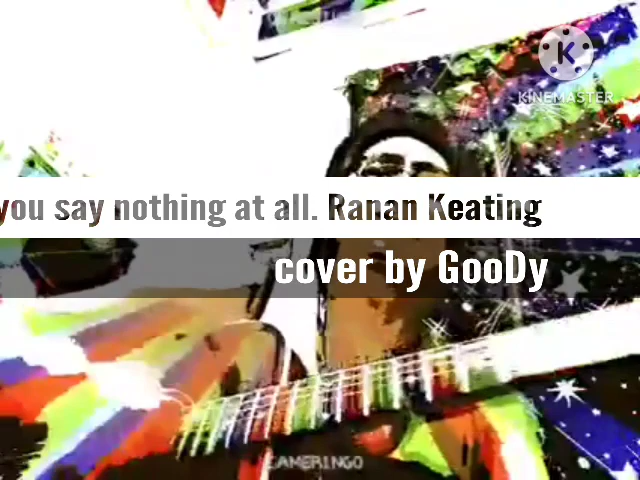 KINEMASTER
you say nothing at all. Ranan Keating
cover by GooDy
CAMERINGO